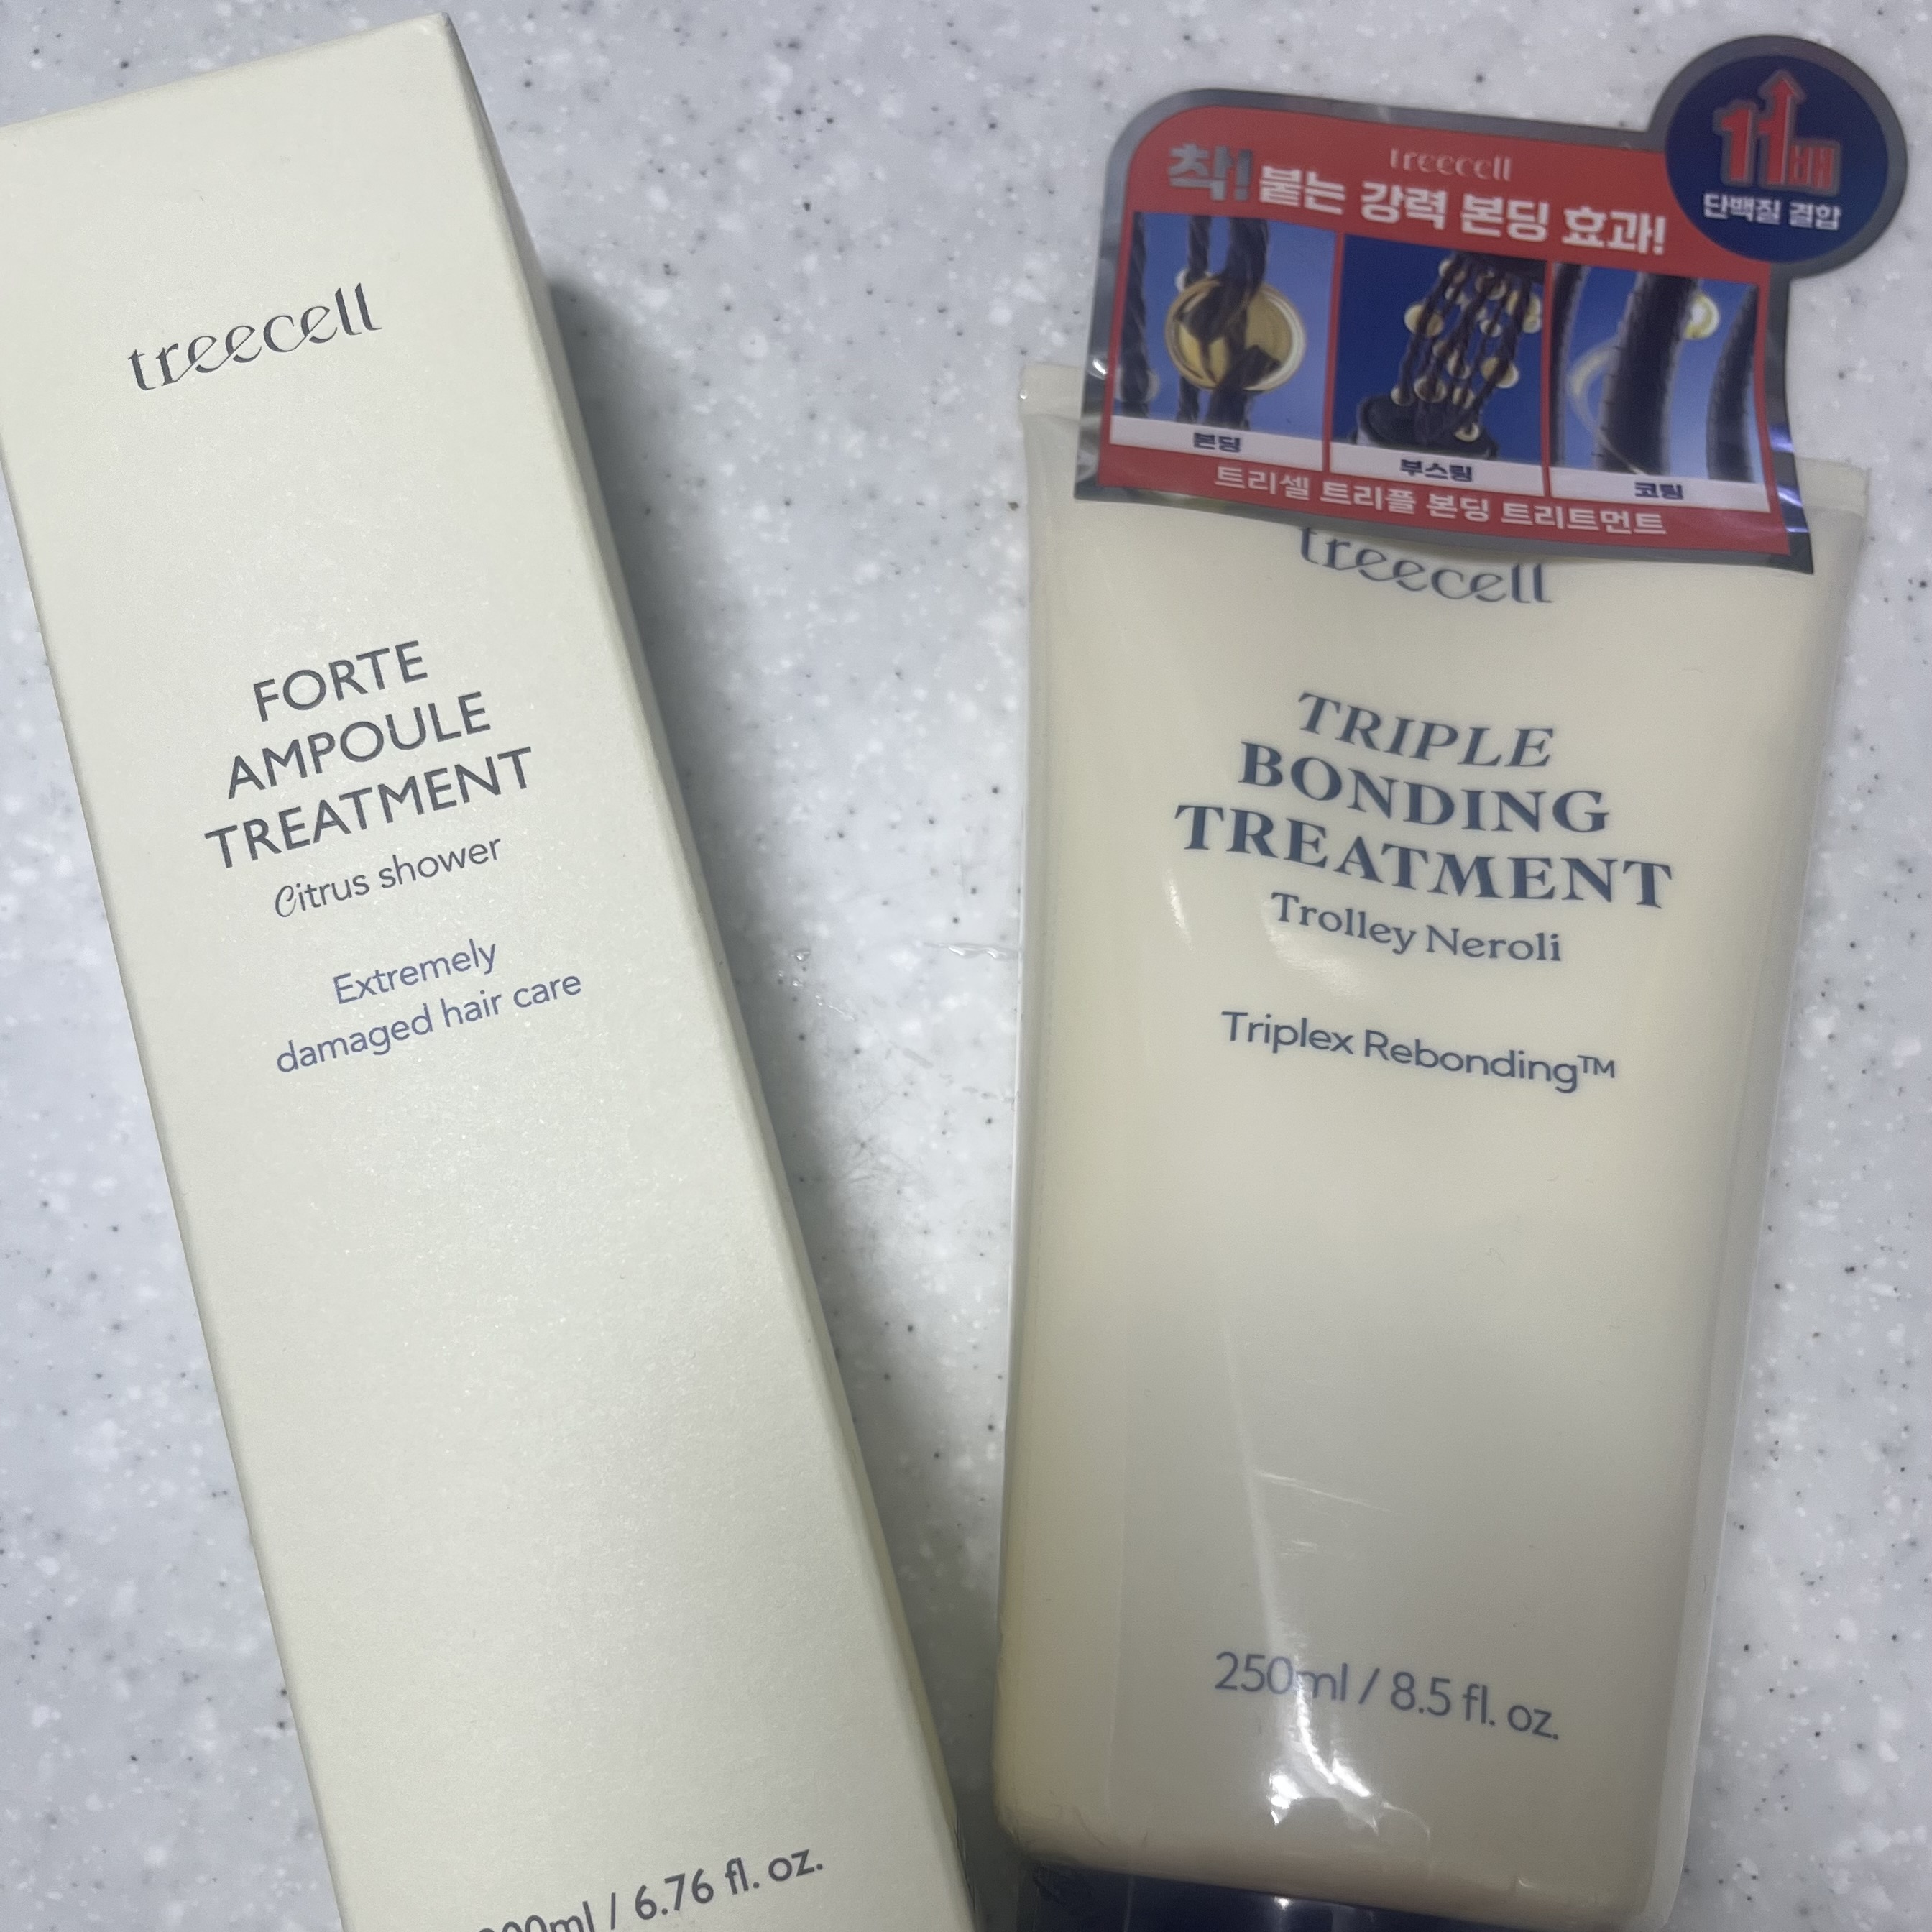 treecell
FORTE
AMPOULE
TREATMENT
Citrus shower
Extremely
damaged hair care
/ 6.76 fl. oz.
treecell
착! 붙는 강력 본딩 효과!
11배
단백질 결합
본딩
부스팅
코팅
트리셀 트리플 본딩 트리트먼트
treecell
TRIPLE
BONDING
TREATMENT
Trolley Neroli
Triplex Rebonding™
250ml / 8.5 fl. oz.